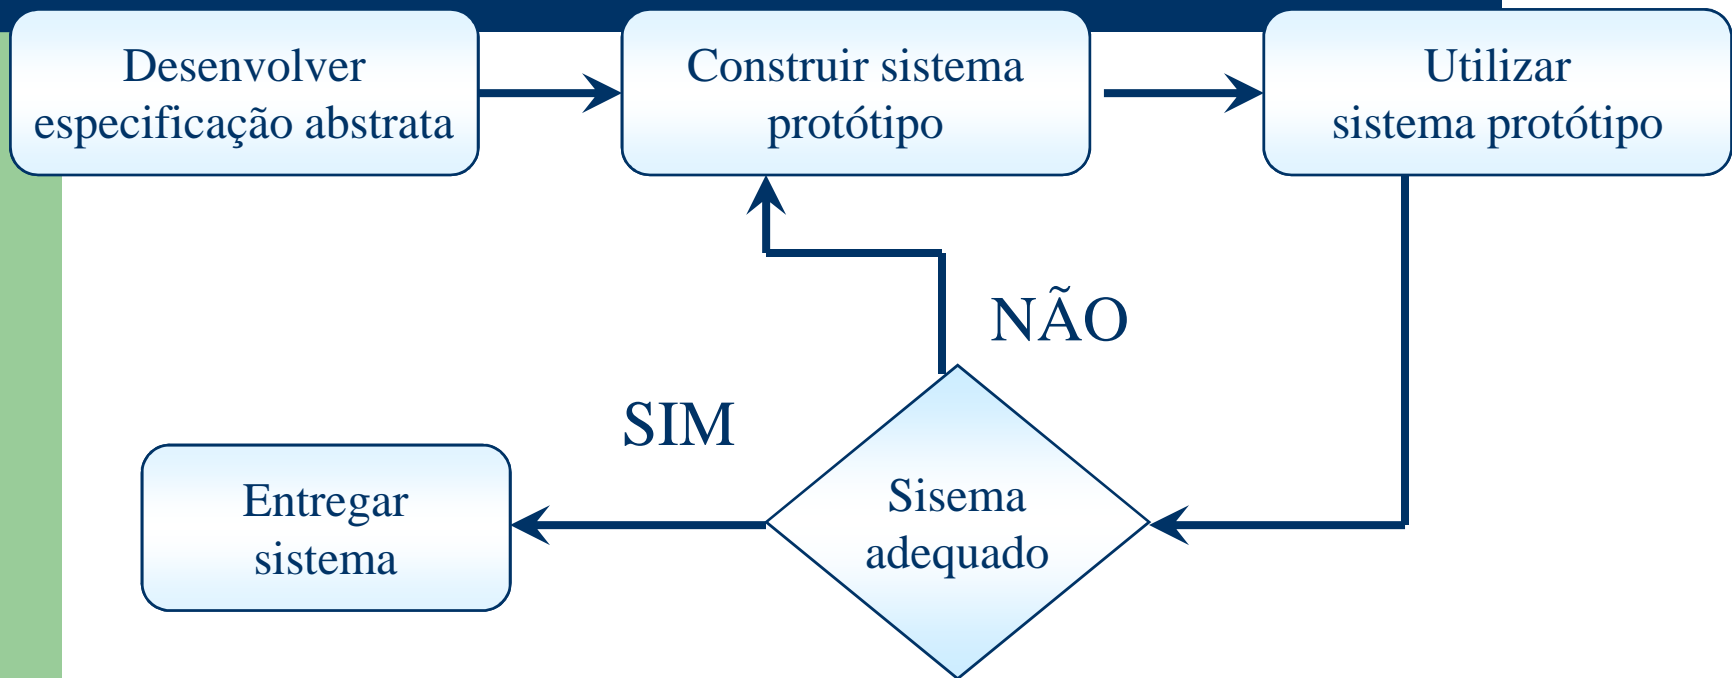 Desenvolver
especificação abstrata
Construir sistema
protótipo
Utilizar
sistema protótipo
NÃO
SIM
Sisema
adequado
Entregar
sistema